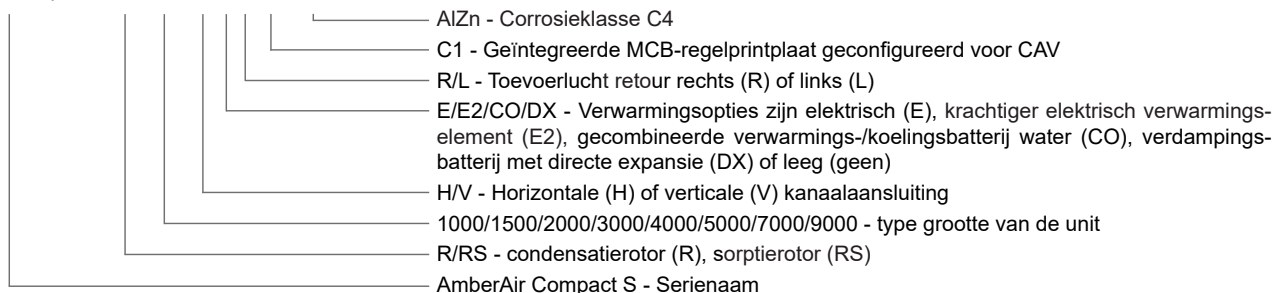 AlZn - Corrosieklasse C4
C1 - Geïntegreerde MCB-regelprintplaat geconfigureerd voor CAV
R/L - Toevoerlucht retour rechts (R) of links (L)
E/E2/CO/DX - Verwarmingsopties zijn elektrisch (E), krachtiger elektrisch verwarmings-
element (E2), gecombineerde verwarmings-/koelingsbatterij water (CO), verdampings-
batterij met directe expansie (DX) of leeg (geen)
H/V - Horizontale (H) of verticale (V) kanaalaansluiting
1000/1500/2000/3000/4000/5000/7000/9000 - type grootte van de unit
R/RS - condensatierotor (R), sorptierotor (RS)
AmberAir Compact S - Serienaam